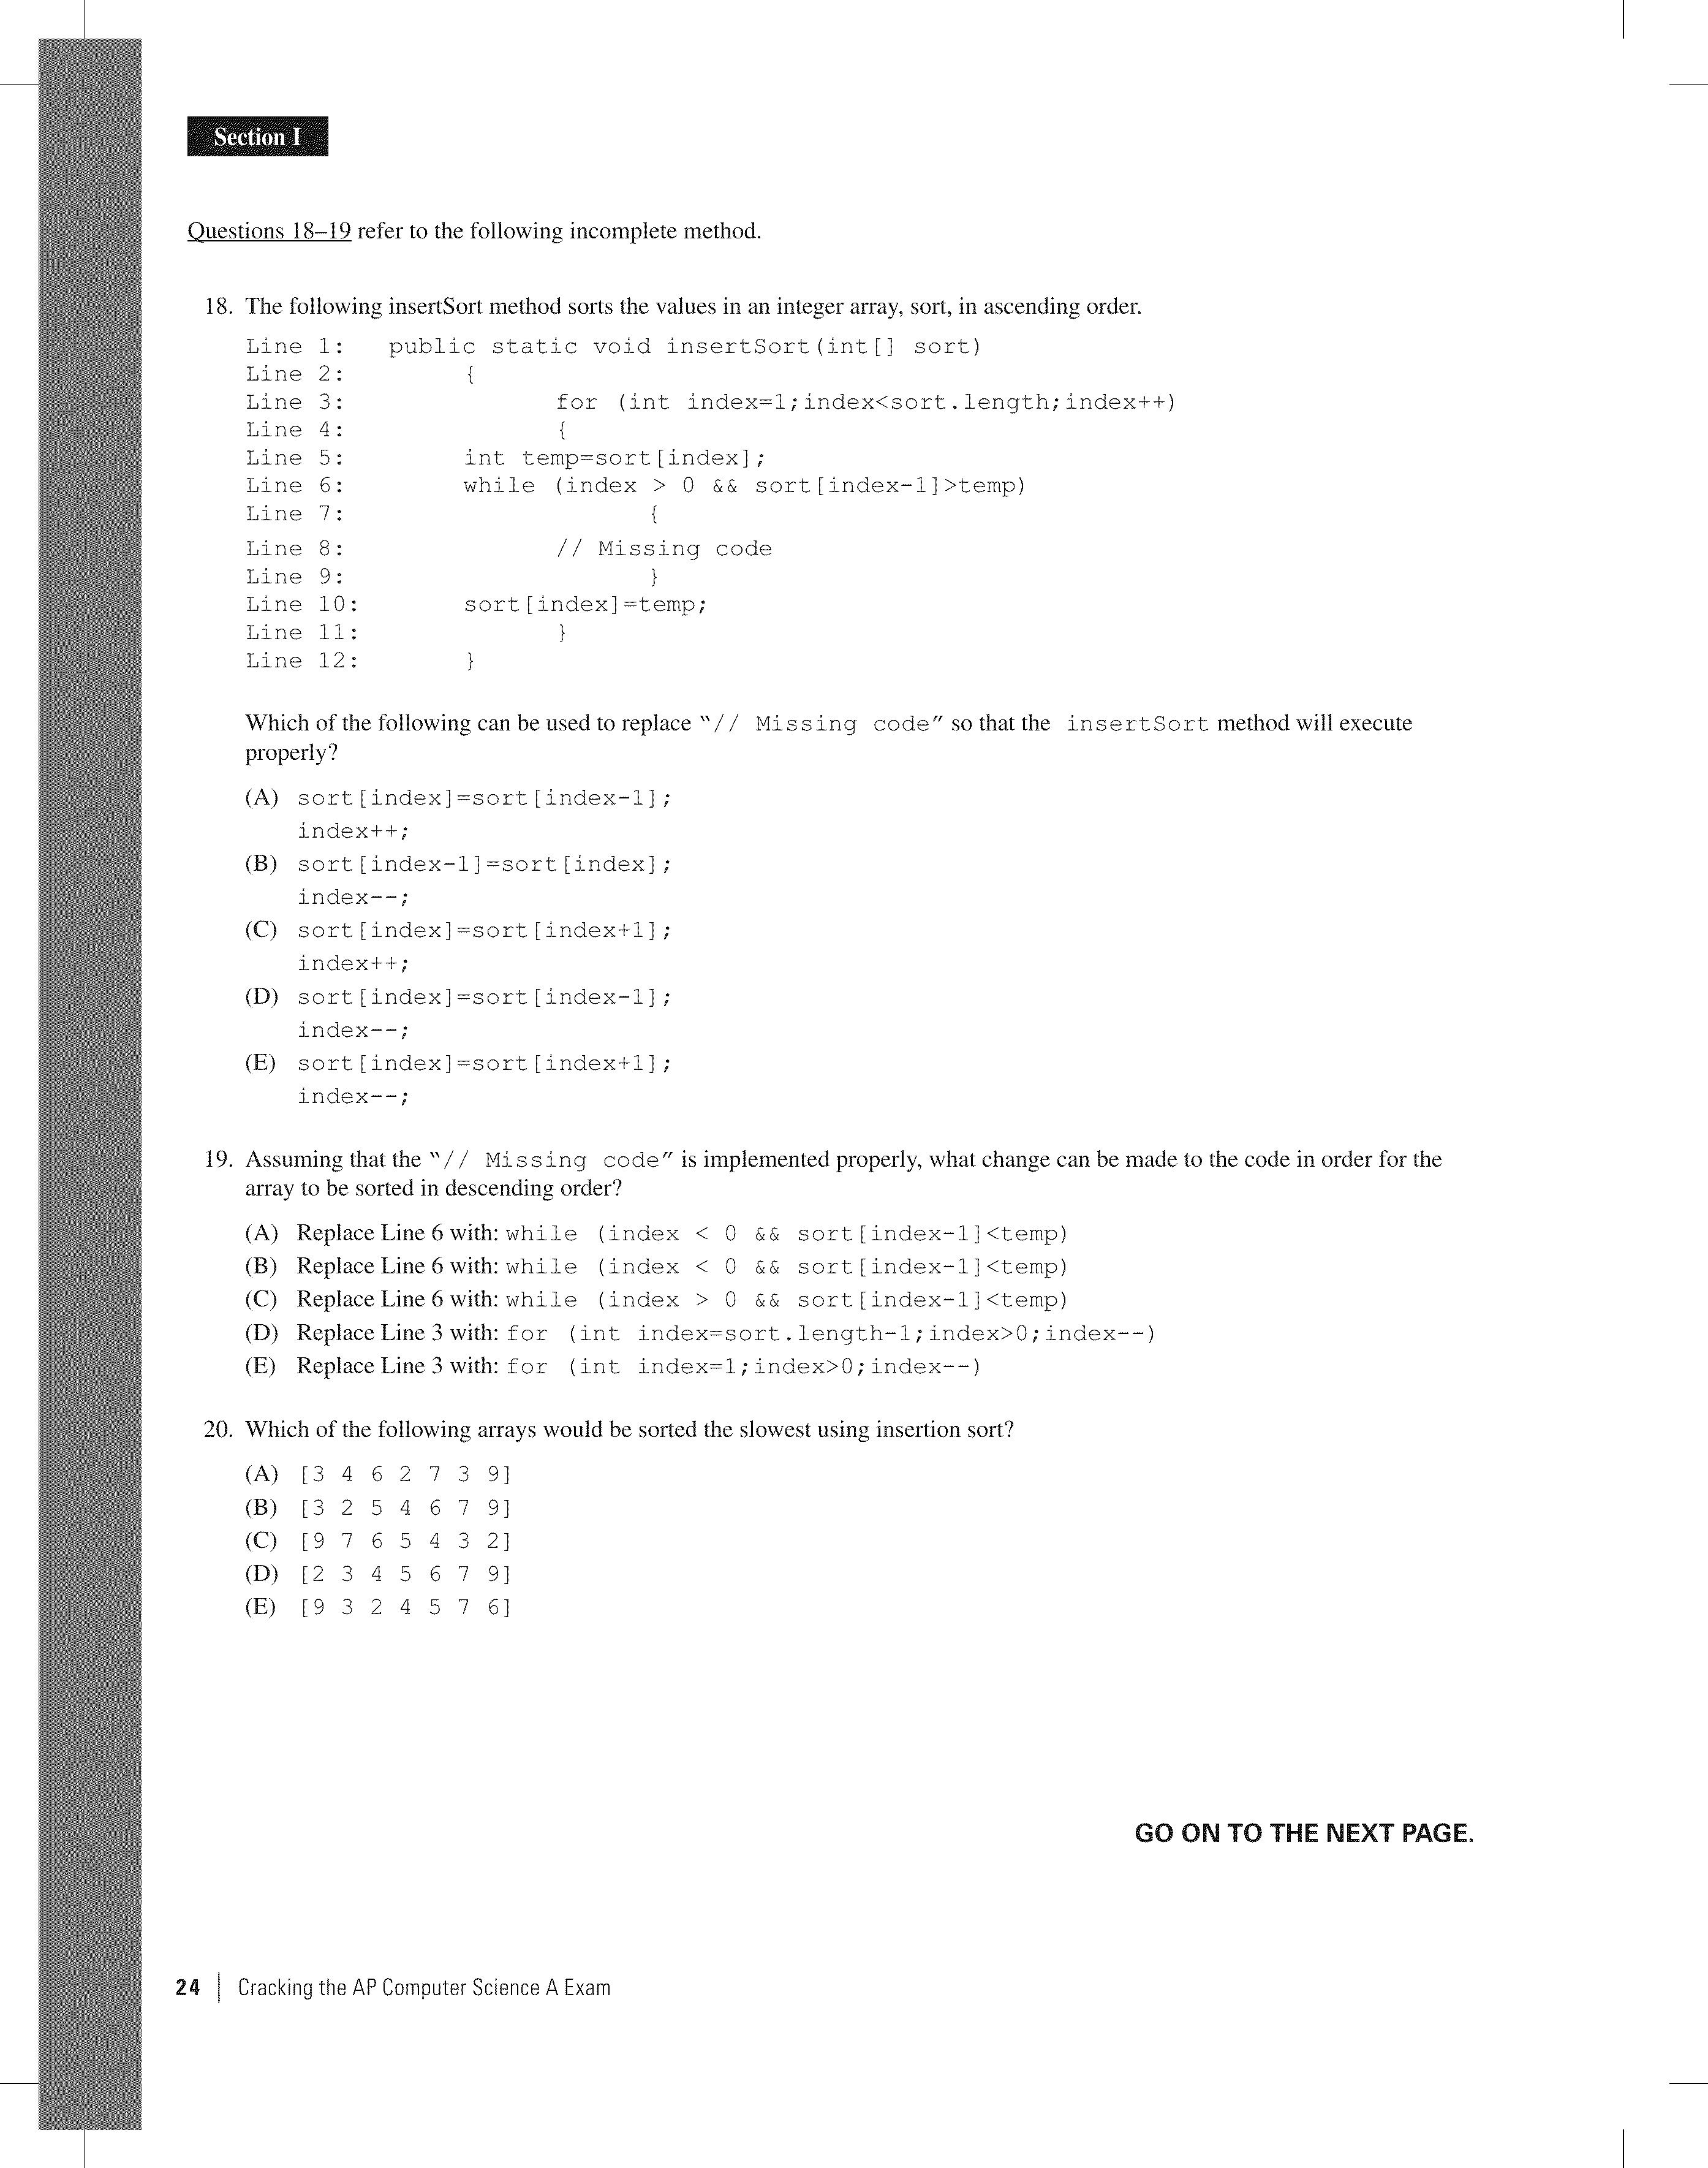 Section I
Questions 18–19 refer to the following incomplete method.
18. The following insertSort method sorts the values in an integer array, sort, in ascending order.
Line 1: public static void insertSort(int[] sort)
Line 2: {
Line 3: for (int index=1;index<sort.length;index++)
Line 4: {
Line 5: int temp=sort[index];
Line 6: while (index > 0 && sort[index-1]>temp)
Line 7: {
Line 8: // Missing code
Line 9: }
Line 10: sort[index]=temp;
Line 11: }
Line 12: }
Which of the following can be used to replace "// Missing code" so that the insertSort method will execute
properly?
(A) sort[index]=sort[index-1];
index++;
(B) sort[index-1]=sort[index];
index--;
(C) sort[index]=sort[index+1];
index++;
(D) sort[index]=sort[index-1];
index--;
(E) sort[index]=sort[index+1];
index--;
19. Assuming that the "// Missing code" is implemented properly, what change can be made to the code in order for the
array to be sorted in descending order?
(A) Replace Line 6 with: while (index < 0 && sort[index-1]<temp)
(B) Replace Line 6 with: while (index < 0 && sort[index-1]<temp)
(C) Replace Line 6 with: while (index > 0 && sort[index-1]<temp)
(D) Replace Line 3 with: for (int index=sort.length-1;index>0;index--)
(E) Replace Line 3 with: for (int index=1;index>0;index--)
20. Which of the following arrays would be sorted the slowest using insertion sort?
(A) [3 4 6 2 7 3 9]
(B) [3 2 5 4 6 7 9]
(C) [9 7 6 5 4 3 2]
(D) [2 3 4 5 6 7 9]
(E) [9 3 2 4 5 7 6]
GO ON TO THE NEXT PAGE.
24 | Cracking the AP Computer Science A Exam